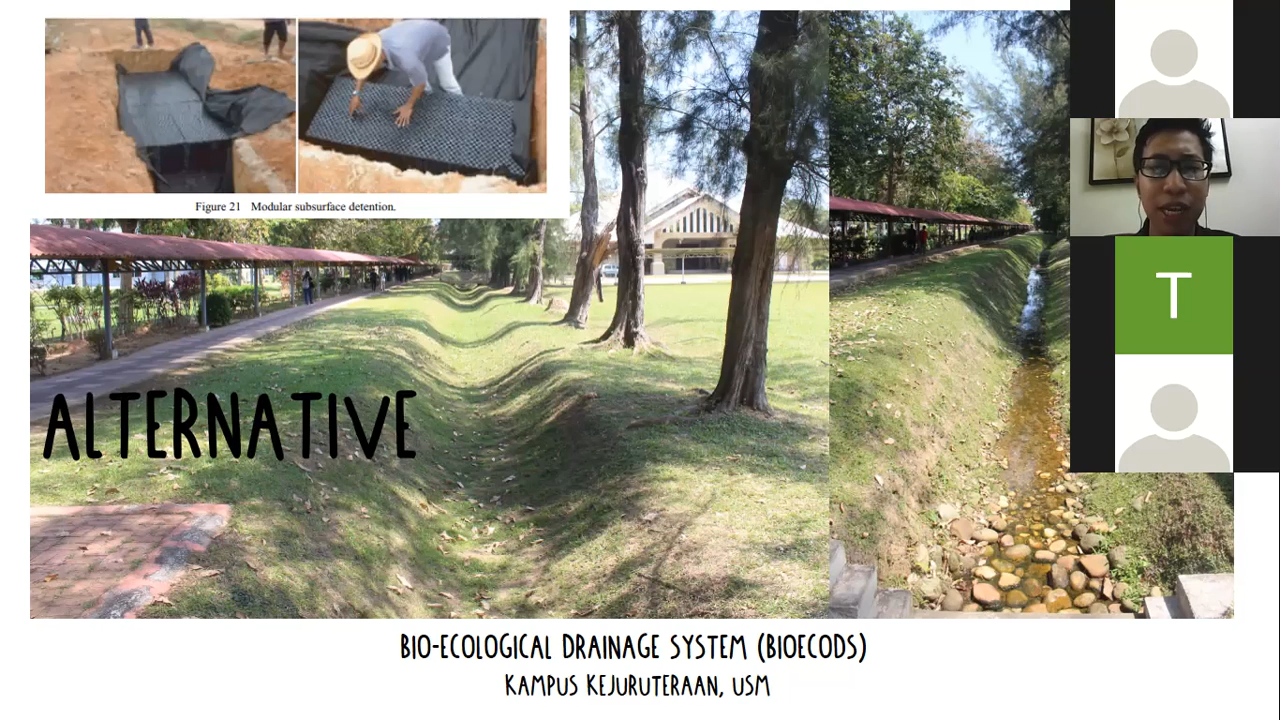 Figure 21 Modular subsurface detention.
ALTERNATIVE
T
BIO-ECOLOGICAL DRAINAGE SYSTEM (BIOECODS)
KAMPUS KEJURUTERAAN, USM